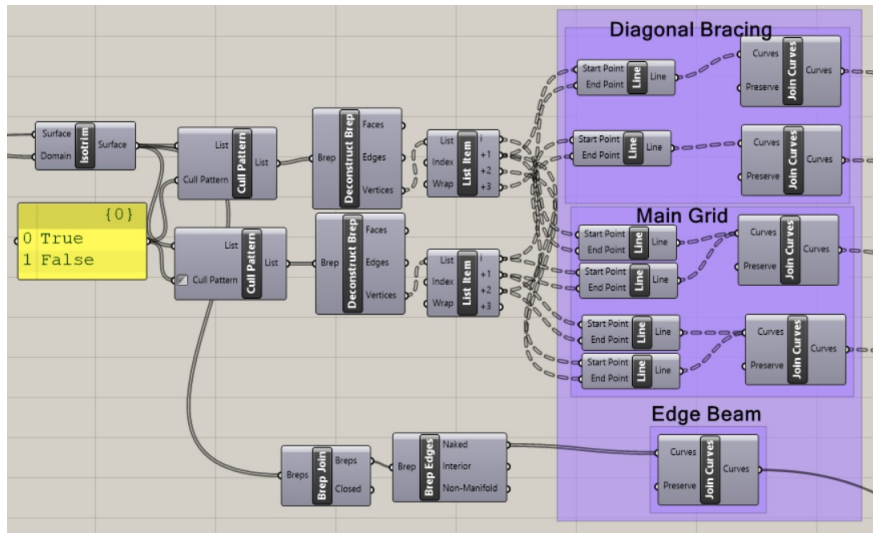 Diagonal Bracing
Start Point
End Point
Line
Line
Curves
Preserve
Join Curves
Curves
Surface
Domain
Isotrim
Surface
List
Cull Pattern
Cull Pattern
List
Brep
Deconstruct Brep
Faces
Edges
Vertices
List
Index
Wrap
List Item
i
+1
+2
+3
Start Point
End Point
Line
Line
Curves
Preserve
Join Curves
Curves
{0}
0 True
1 False
List
Cull Pattern
Cull Pattern
List
Brep
Deconstruct Brep
Faces
Edges
Vertices
List
Index
Wrap
List Item
i
+1
+2
+3
Main Grid
Start Point
End Point
Line
Line
Start Point
End Point
Line
Line
Curves
Preserve
Join Curves
Curves
Start Point
End Point
Line
Line
Start Point
End Point
Line
Line
Curves
Preserve
Join Curves
Curves
Edge Beam
Breps
Brep Join
Breps
Closed
Brep
Brep Edges
Naked
Interior
Non-Manifold
Curves
Preserve
Join Curves
Curves